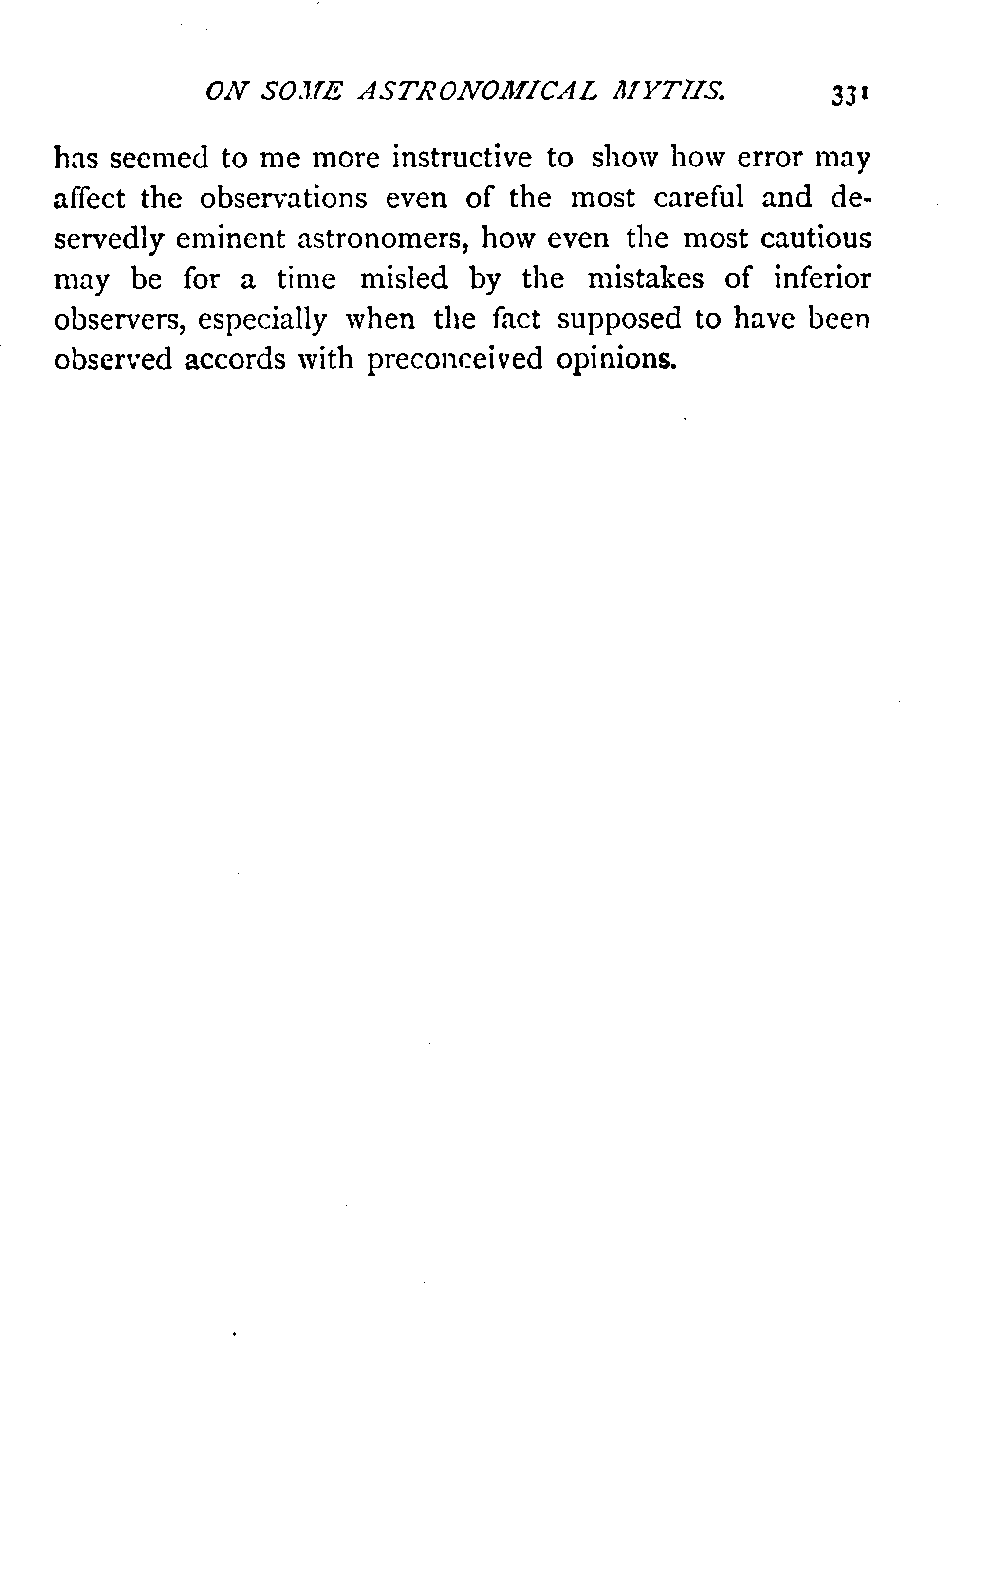 ON SOME ASTRONOMICAL MYTHS. 331
has seemed to me more instructive to show how error may
affect the observations even of the most careful and de-
servedly eminent astronomers, how even the most cautious
may be for a time misled by the mistakes of inferior
observers, especially when the fact supposed to have been
observed accords with preconceived opinions.